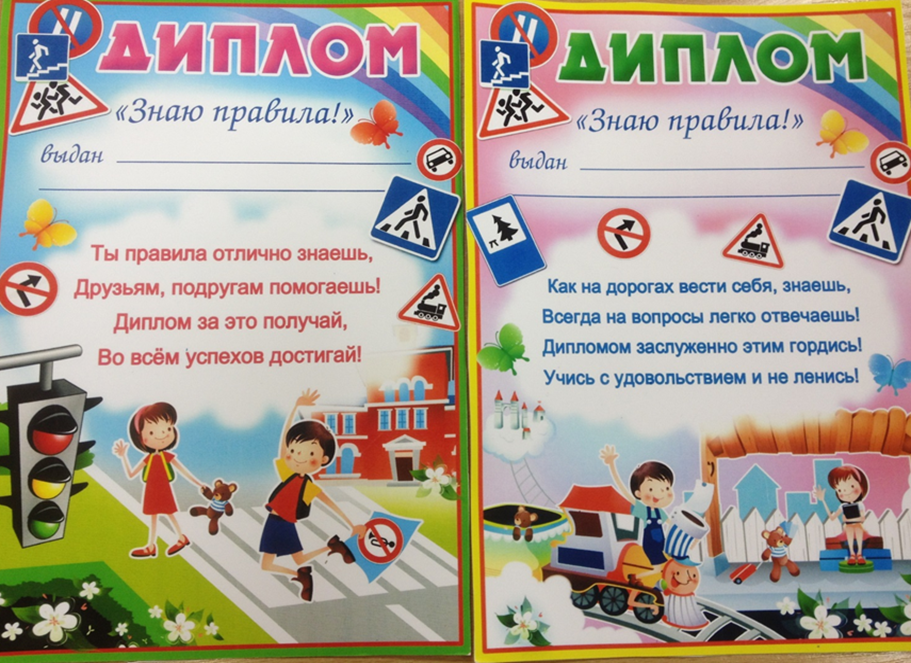 ДИПЛОМ
«Знаю правила!»
выдан
Ты правила отлично знаешь,
Друзьям, подругам помогаешь!
Диплом за это получай,
Во всём успехов достигай!
ДИПЛОМ
«Знаю правила!»
выдан
Как на дорогах вести себя, знаешь,
Всегда на вопросы легко отвечаешь!
Дипломом заслуженно этим гордись!
Учись с удовольствием и не ленись!